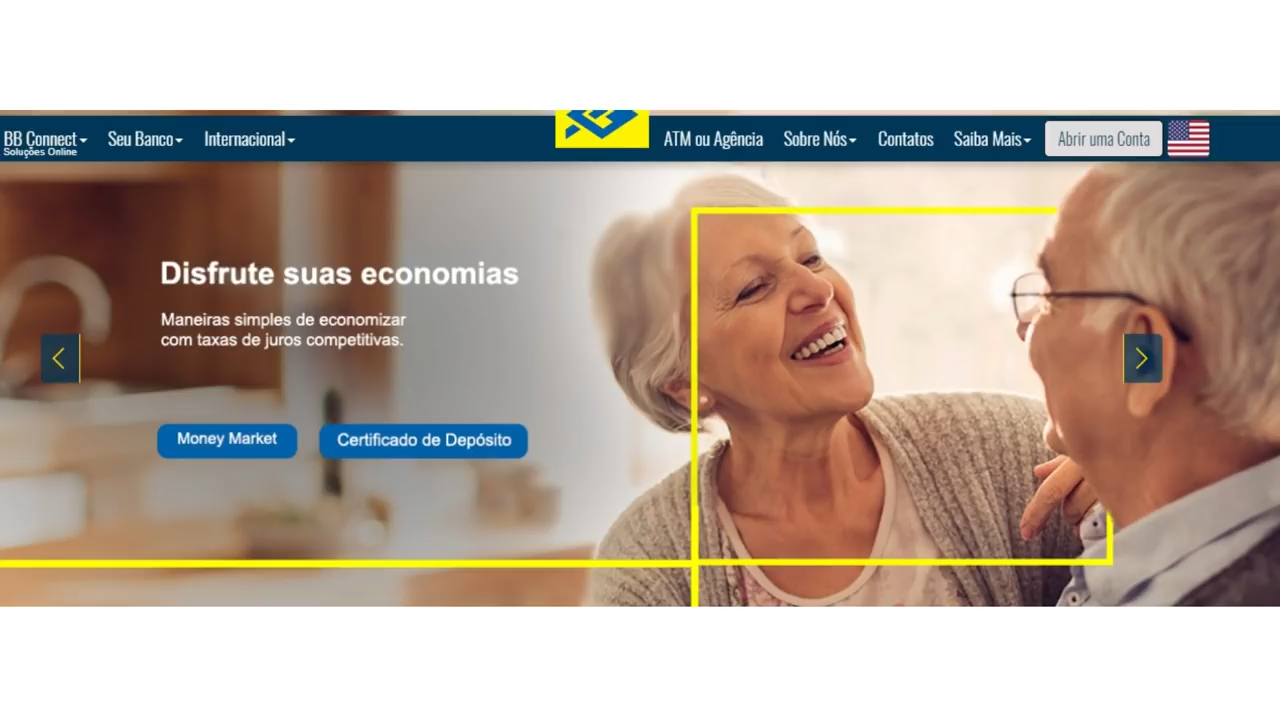 BB Connect
Soluções Online
Seu Banco
Internacional
ATM ou Agência
Sobre Nós
Contatos
Saiba Mais
Abrir uma Conta
Disfrute suas economias
Maneiras simples de economizar
com taxas de juros competitivas.
Money Market
Certificado de Depósito